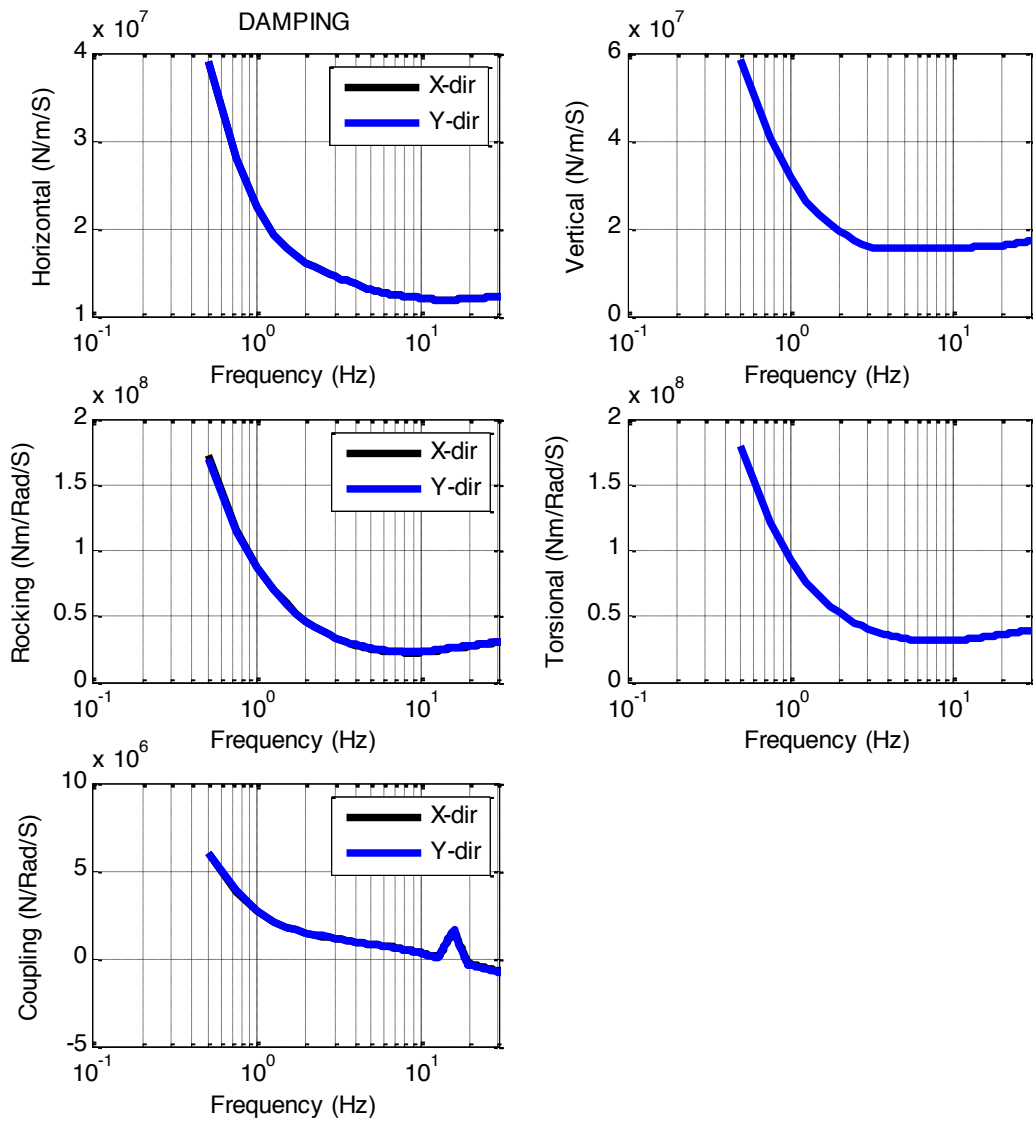 DAMPING
x 10^7
4
3
2
1
Horizontal (N/m/S)
X-dir
Y-dir
10^-1
10^0
10^1
Frequency (Hz)
x 10^7
6
4
2
0
Vertical (N/m/S)
10^-1
10^0
10^1
Frequency (Hz)
x 10^8
2
1.5
1
0.5
0
Rocking (Nm/Rad/S)
X-dir
Y-dir
10^-1
10^0
10^1
Frequency (Hz)
x 10^8
2
1.5
1
0.5
0
Torsional (Nm/Rad/S)
10^-1
10^0
10^1
Frequency (Hz)
x 10^6
10
5
0
-5
Coupling (N/Rad/S)
X-dir
Y-dir
10^-1
10^0
10^1
Frequency (Hz)